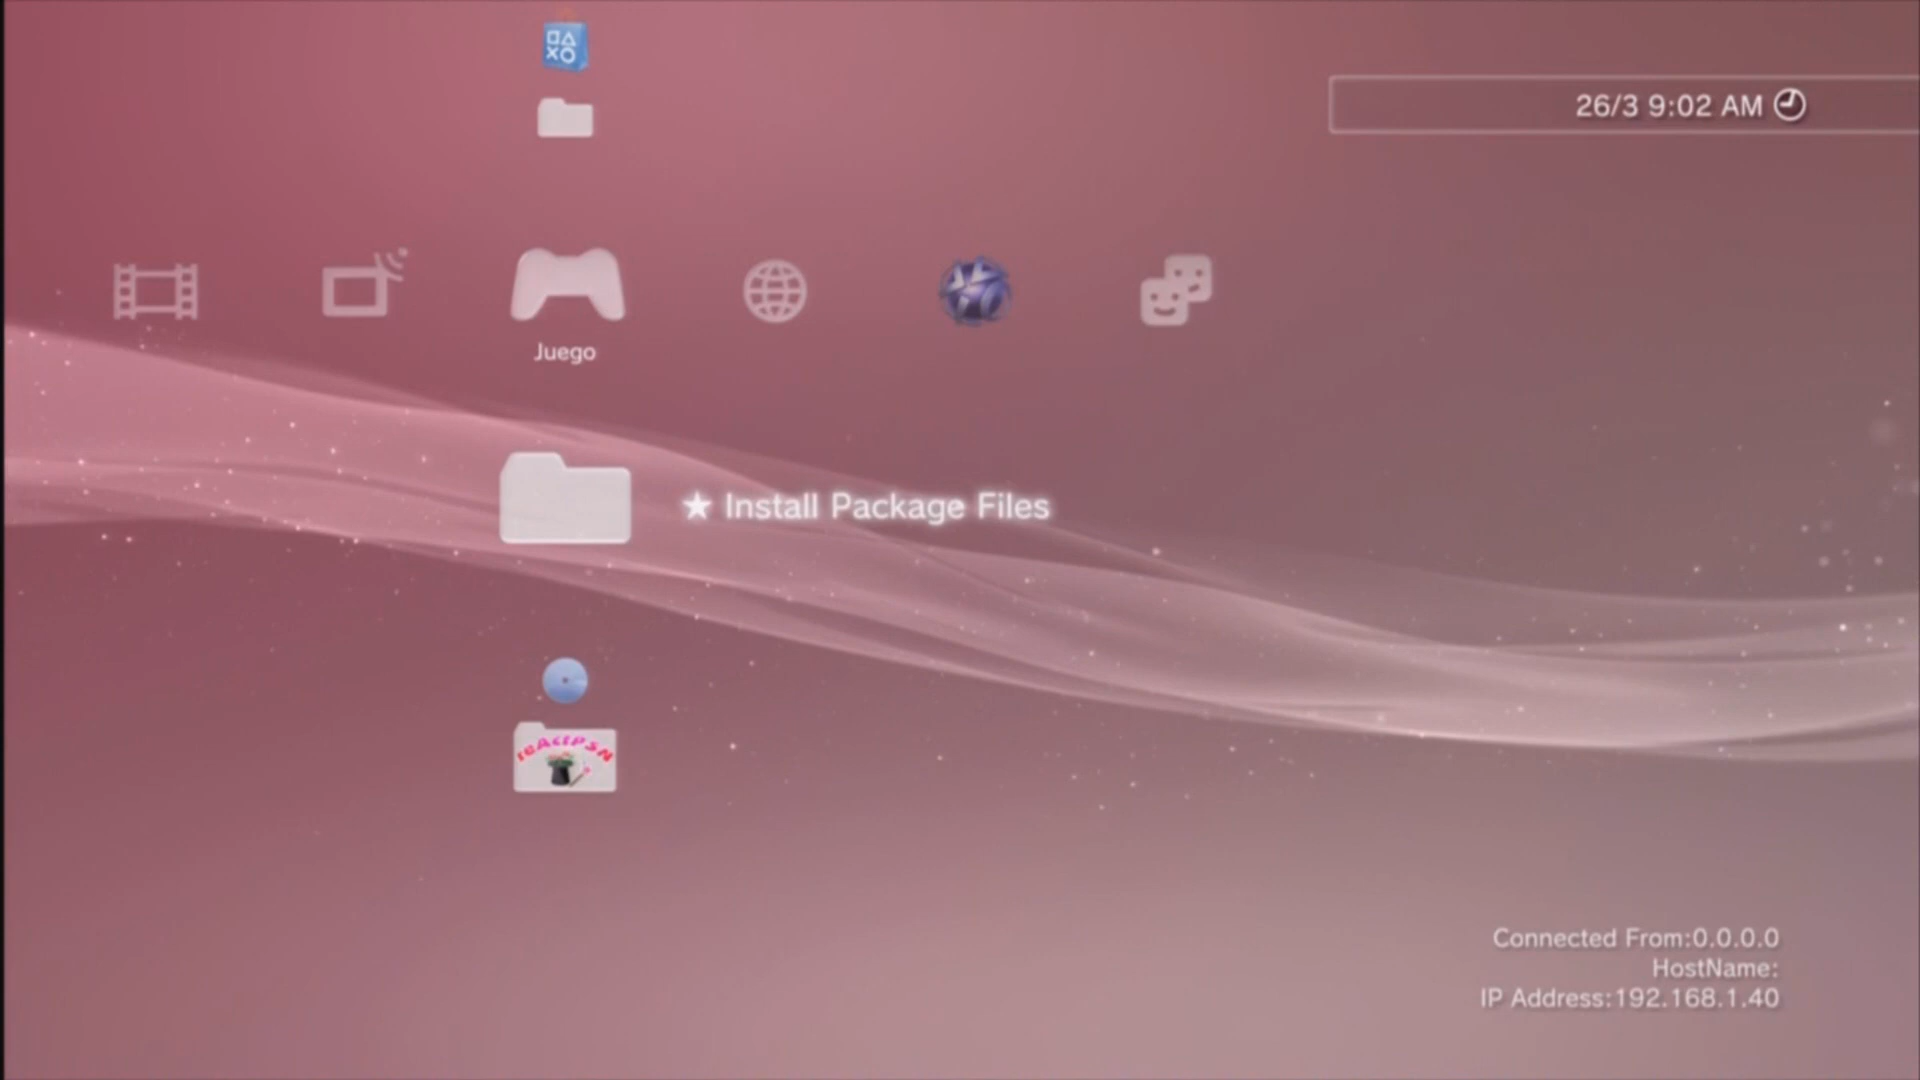 26/3 9:02 AM
Juego
★ Install Package Files
reActPSN
Connected From:0.0.0.0
HostName:
IP Address:192.168.1.40